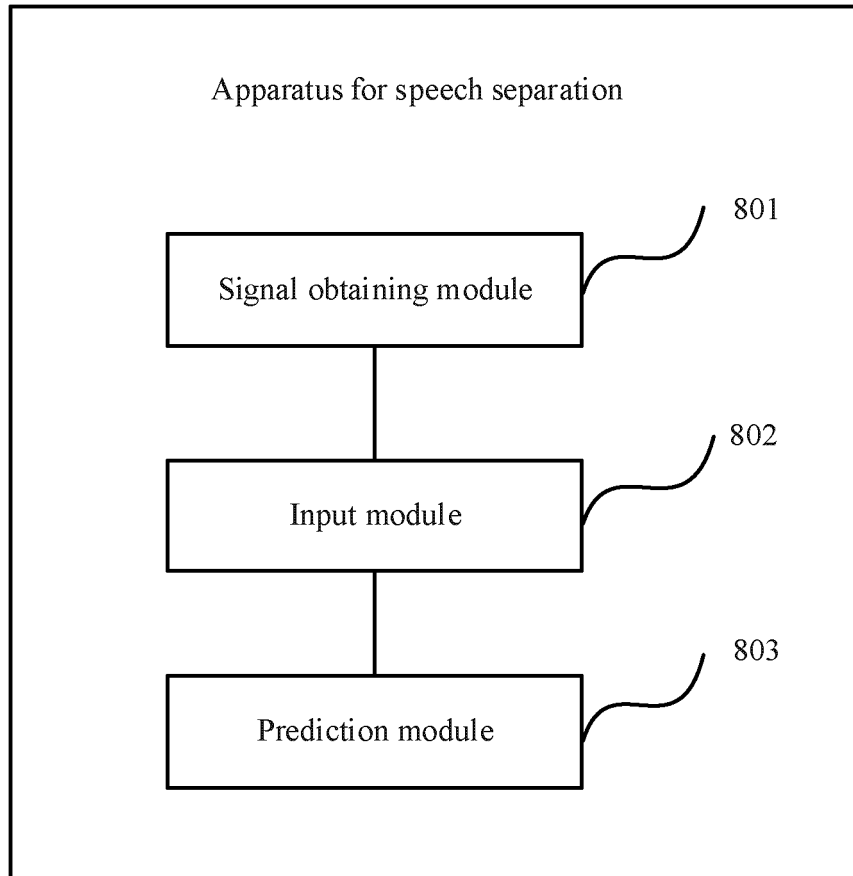 Apparatus for speech separation
801
Signal obtaining module
802
Input module
803
Prediction module